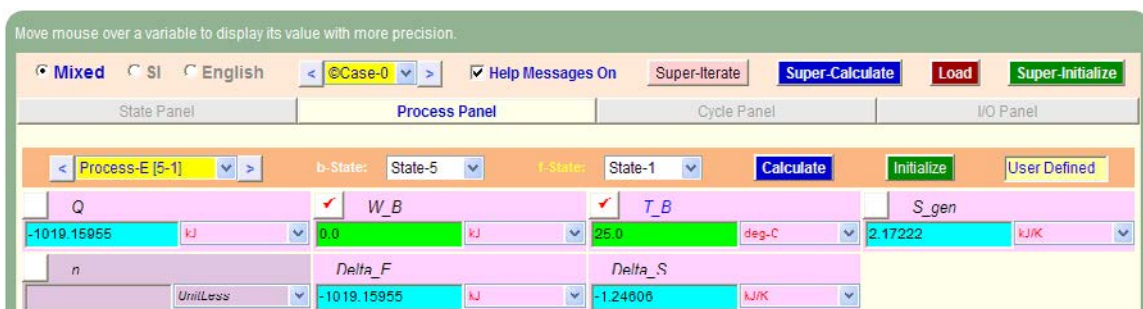 Move mouse over a variable to display its value with more precision.
Mixed SI English < ©Case-0 > Help Messages On Super-Iterate Super-Calculate Load Super-Initialize
State Panel Process Panel Cycle Panel I/O Panel
< Process-E [5-1] > b-State: State-5 f-State: State-1 Calculate Initialize User Defined
Q W_B T_B S_gen
-1019.15955 kJ 0.0 kJ 25.0 deg-C 2.17222 kJ/K
n Delta_E Delta_S
UnitLess -1019.15955 kJ -1.24606 kJ/K